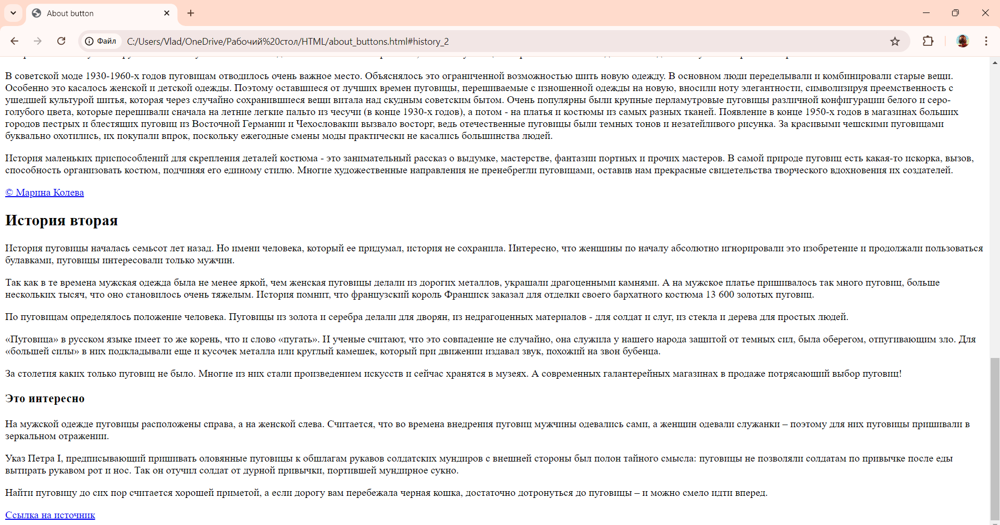 About button
Файл
C:/Users/Vlad/OneDrive/Рабочий%20стол/HTML/about_buttons.html#history_2
В советской моде 1930-1960-х годов пуговицам отводилось очень важное место. Объяснялось это ограниченной возможностью шить новую одежду. В основном люди переделывали и комбинировали старые вещи.
Особенно это касалось женской и детской одежды. Поэтому оставшиеся от лучших времен пуговицы, перешиваемые с изношенной одежды на новую, вносили ноту элегантности, символизируя преемственность с
ушедшей культурой шитья, которая через случайно сохранившиеся вещи витала над скудным советским бытом. Очень популярны были крупные перламутровые пуговицы различной конфигурации белого и серо-
голубого цвета, которые перешивали сначала на летние легкие пальто из чесучи (в конце 1930-х годов), а потом - на платья и костюмы из самых разных тканей. Появление в конце 1950-х годов в магазинах больших
городов пестрых и блестящих пуговиц из Восточной Германии и Чехословакии вызвало восторг, ведь отечественные пуговицы были темных тонов и незатейливого рисунка. За красивыми чешскими пуговицами
буквально охотились, их покупали впрок, поскольку ежегодные смены моды практически не касались большинства людей.
История маленьких приспособлений для скрепления деталей костюма - это занимательный рассказ о выдумке, мастерстве, фантазии портных и прочих мастеров. В самой природе пуговиц есть какая-то искорка, вызов,
способность организовать костюм, подчиняя его единому стилю. Многие художественные направления не пренебрегли пуговицами, оставив нам прекрасные свидетельства творческого вдохновения их создателей.
© Марина Колева
История вторая
История пуговицы началась семьсот лет назад. Но имени человека, который ее придумал, история не сохранила. Интересно, что женщины по началу абсолютно игнорировали это изобретение и продолжали пользоваться
булавками, пуговицы интересовали только мужчин.
Так как в те времена мужская одежда была не менее яркой, чем женская пуговицы делали из дорогих металлов, украшали драгоценными камнями. А на мужское платье пришивалось так много пуговиц, больше
нескольких тысяч, что оно становилось очень тяжелым. История помнит, что французский король Франциск заказал для отделки своего бархатного костюма 13 600 золотых пуговиц.
По пуговицам определялось положение человека. Пуговицы из золота и серебра делали для дворян, из недрагоценных материалов - для солдат и слуг, из стекла и дерева для простых людей.
«Пуговица» в русском языке имеет то же корень, что и слово «пугать». И ученые считают, что это совпадение не случайно, она служила у нашего народа защитой от темных сил, была оберегом, отпугивающим зло. Для
«большей силы» в них подкладывали еще и кусочек металла или круглый камешек, который при движении издавал звук, похожий на звон бубенца.
За столетия каких только пуговиц не было. Многие из них стали произведением искусств и сейчас хранятся в музеях. А современных галантерейных магазинах в продаже потрясающий выбор пуговиц!
Это интересно
На мужской одежде пуговицы расположены справа, а на женской слева. Считается, что во времена внедрения пуговиц мужчины одевались сами, а женщин одевали служанки – поэтому для них пуговицы пришивали в
зеркальном отражении.
Указ Петра I, предписывающий пришивать оловянные пуговицы к обшлагам рукавов солдатских мундиров с внешней стороны был полон тайного смысла: пуговицы не позволяли солдатам по привычке после еды
вытирать рукавом рот и нос. Так он отучил солдат от дурной привычки, портившей мундирное сукно.
Найти пуговицу до сих пор считается хорошей приметой, а если дорогу вам перебежала черная кошка, достаточно дотронуться до пуговицы – и можно смело идти вперед.
Ссылка на источник